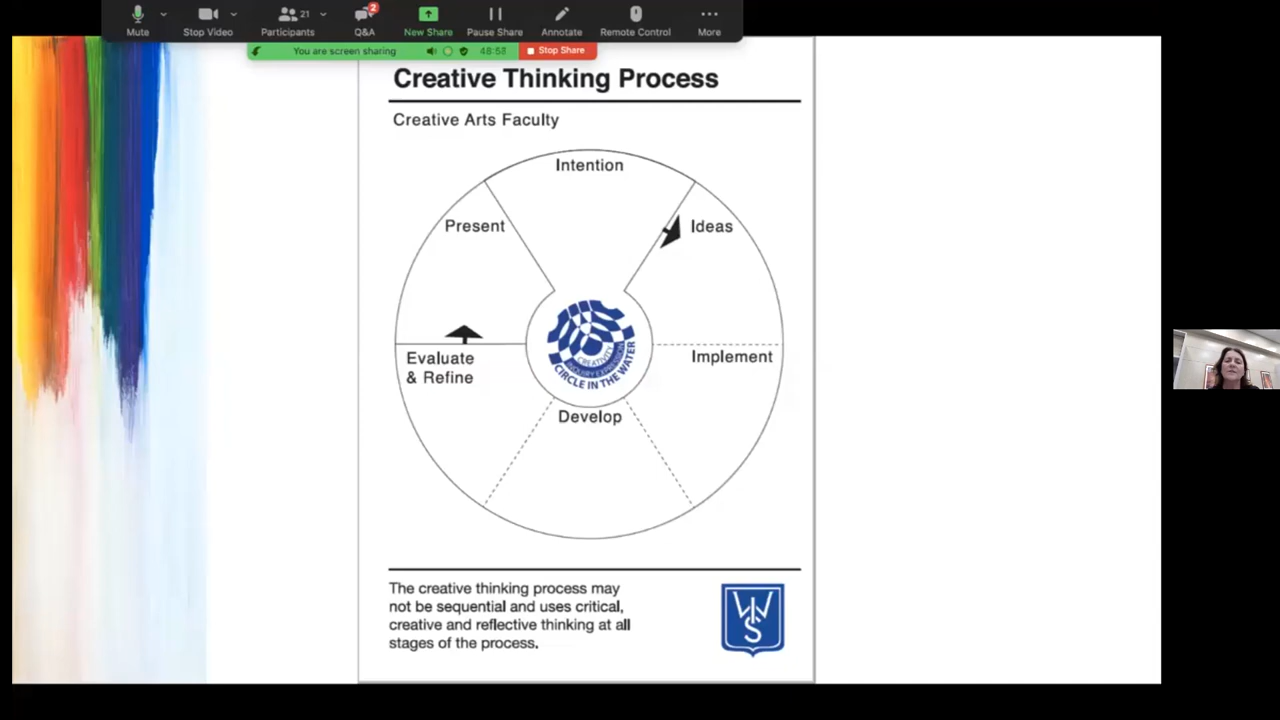 Mute
Stop Video
Participants
21
Q&A
2
New Share
Pause Share
Annotate
Remote Control
More
You are screen sharing
48:58
Stop Share
Creative Thinking Process
Creative Arts Faculty
Intention
Present
Ideas
Evaluate
& Refine
Implement
CREATIVITY
INQUIRY EXPRESSION
CIRCLE IN THE WATER
Develop
The creative thinking process may
not be sequential and uses critical,
creative and reflective thinking at all
stages of the process.